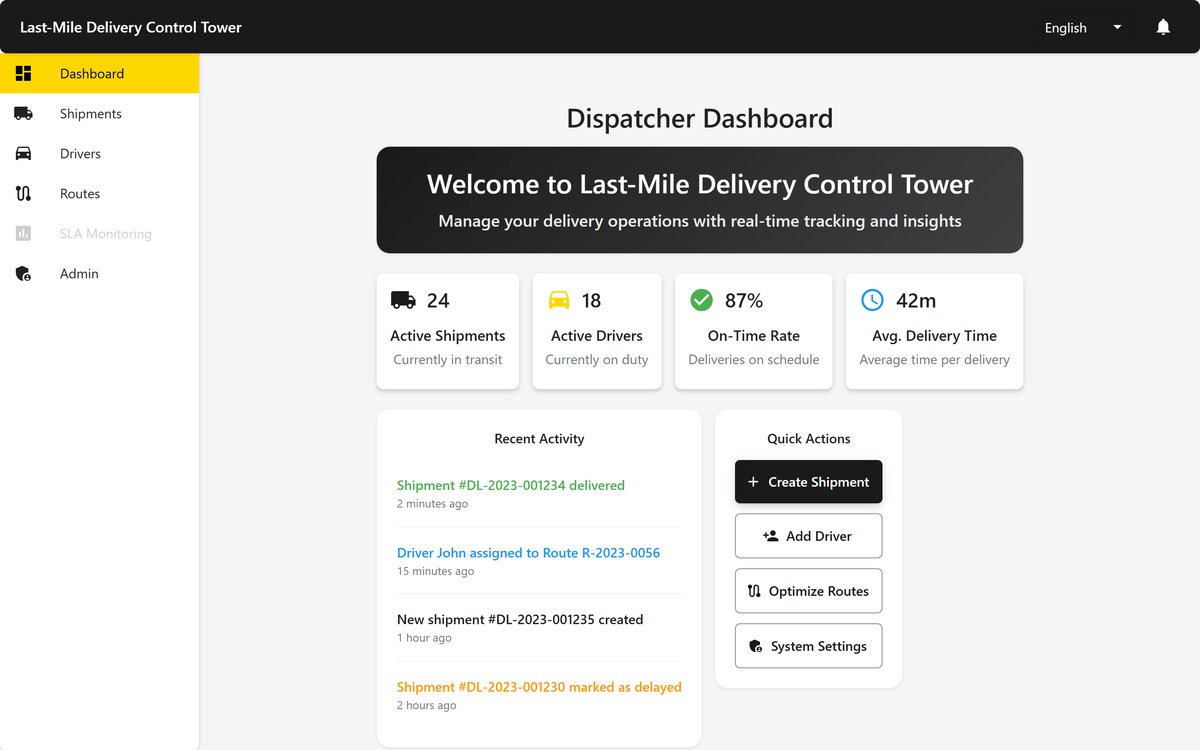 Last-Mile Delivery Control Tower
English
Dashboard
Shipments
Drivers
Routes
SLA Monitoring
Admin
Dispatcher Dashboard
Welcome to Last-Mile Delivery Control Tower
Manage your delivery operations with real-time tracking and insights
24
Active Shipments
Currently in transit
18
Active Drivers
Currently on duty
87%
On-Time Rate
Deliveries on schedule
42m
Avg. Delivery Time
Average time per delivery
Recent Activity
Shipment #DL-2023-001234 delivered
2 minutes ago
Driver John assigned to Route R-2023-0056
15 minutes ago
New shipment #DL-2023-001235 created
1 hour ago
Shipment #DL-2023-001230 marked as delayed
2 hours ago
Quick Actions
Create Shipment
Add Driver
Optimize Routes
System Settings